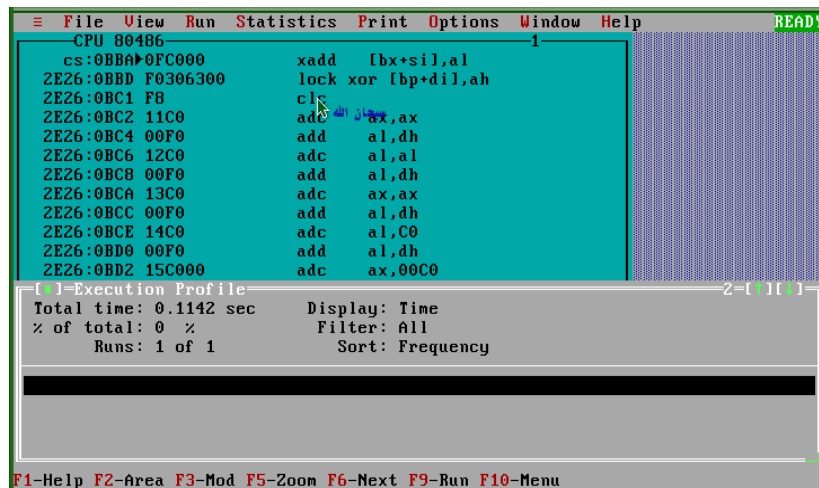 ≡ File View Run Statistics Print Options Window Help READY
CPU 80486 1
cs:0BBA▶0FC000 xadd [bx+si],al
2E26:0BBD F0306300 lock xor [bp+di],ah
2E26:0BC1 F8 clc
2E26:0BC2 11C0 adc ax,ax
سبحان الله
2E26:0BC4 00F0 add al,dh
2E26:0BC6 12C0 adc al,al
2E26:0BC8 00F0 add al,dh
2E26:0BCA 13C0 adc ax,ax
2E26:0BCC 00F0 add al,dh
2E26:0BCE 14C0 adc al,C0
2E26:0BD0 00F0 add al,dh
2E26:0BD2 15C000 adc ax,00C0
[■]=Execution Profile 2=[↑][↓]
Total time: 0.1142 sec Display: Time
% of total: 0 % Filter: All
Runs: 1 of 1 Sort: Frequency
F1-Help F2-Area F3-Mod F5-Zoom F6-Next F9-Run F10-Menu